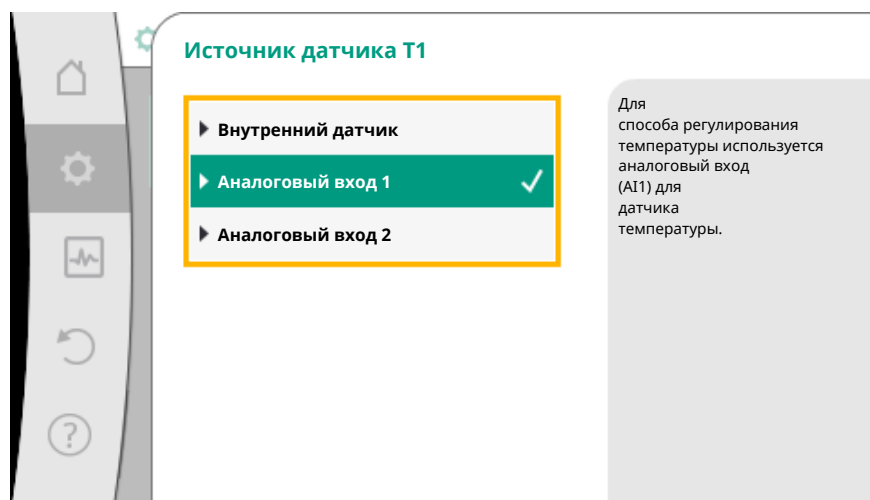 Источник датчика T1
Внутренний датчик
Аналоговый вход 1
Аналоговый вход 2
Для
способа регулирования
температуры используется
аналоговый вход
(AI1) для
датчика
температуры.
?